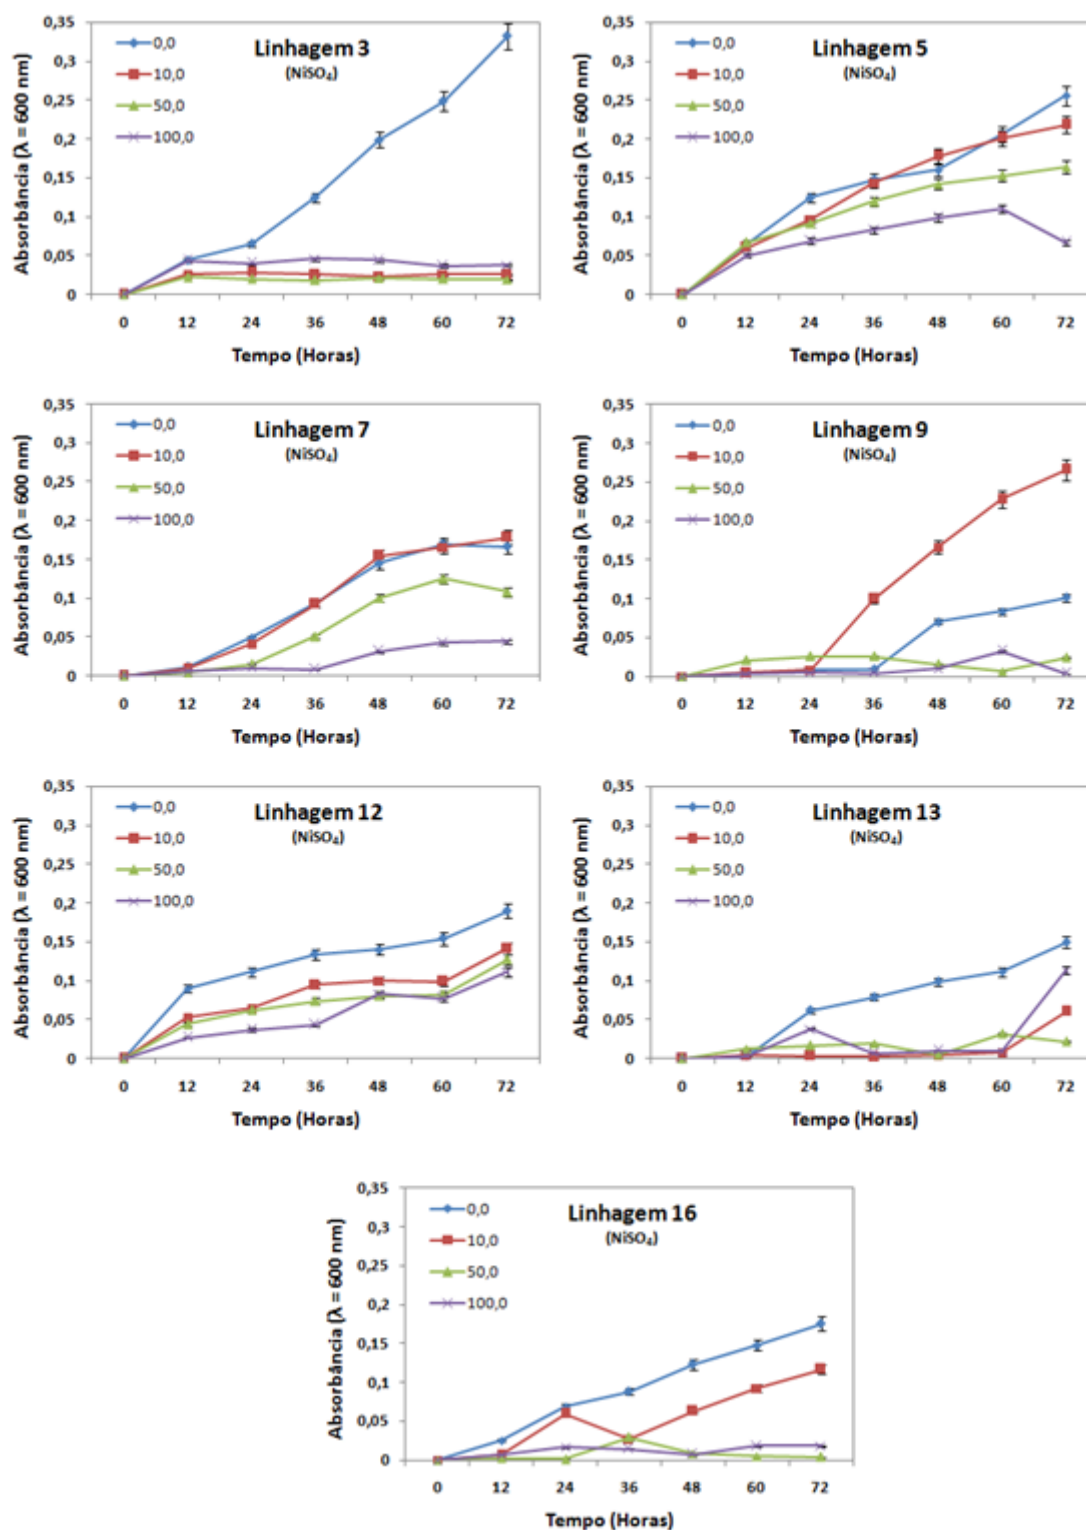 Linhagem 3
(NiSO₄)
0,0
10,0
50,0
100,0
Absorbância (λ = 600 nm)
0,35
0,3
0,25
0,2
0,15
0,1
0,05
0
0 12 24 36 48 60 72
Tempo (Horas)
Linhagem 5
(NiSO₄)
0,0
10,0
50,0
100,0
Absorbância (λ = 600 nm)
0,35
0,3
0,25
0,2
0,15
0,1
0,05
0
0 12 24 36 48 60 72
Tempo (Horas)
Linhagem 7
(NiSO₄)
0,0
10,0
50,0
100,0
Absorbância (λ = 600 nm)
0,35
0,3
0,25
0,2
0,15
0,1
0,05
0
0 12 24 36 48 60 72
Tempo (Horas)
Linhagem 9
(NiSO₄)
0,0
10,0
50,0
100,0
Absorbância (λ = 600 nm)
0,35
0,3
0,25
0,2
0,15
0,1
0,05
0
0 12 24 36 48 60 72
Tempo (Horas)
Linhagem 12
(NiSO₄)
0,0
10,0
50,0
100,0
Absorbância (λ = 600 nm)
0,35
0,3
0,25
0,2
0,15
0,1
0,05
0
0 12 24 36 48 60 72
Tempo (Horas)
Linhagem 13
(NiSO₄)
0,0
10,0
50,0
100,0
Absorbância (λ = 600 nm)
0,35
0,3
0,25
0,2
0,15
0,1
0,05
0
0 12 24 36 48 60 72
Tempo (Horas)
Linhagem 16
(NiSO₄)
0,0
10,0
50,0
100,0
Absorbância (λ = 600 nm)
0,35
0,3
0,25
0,2
0,15
0,1
0,05
0
0 12 24 36 48 60 72
Tempo (Horas)